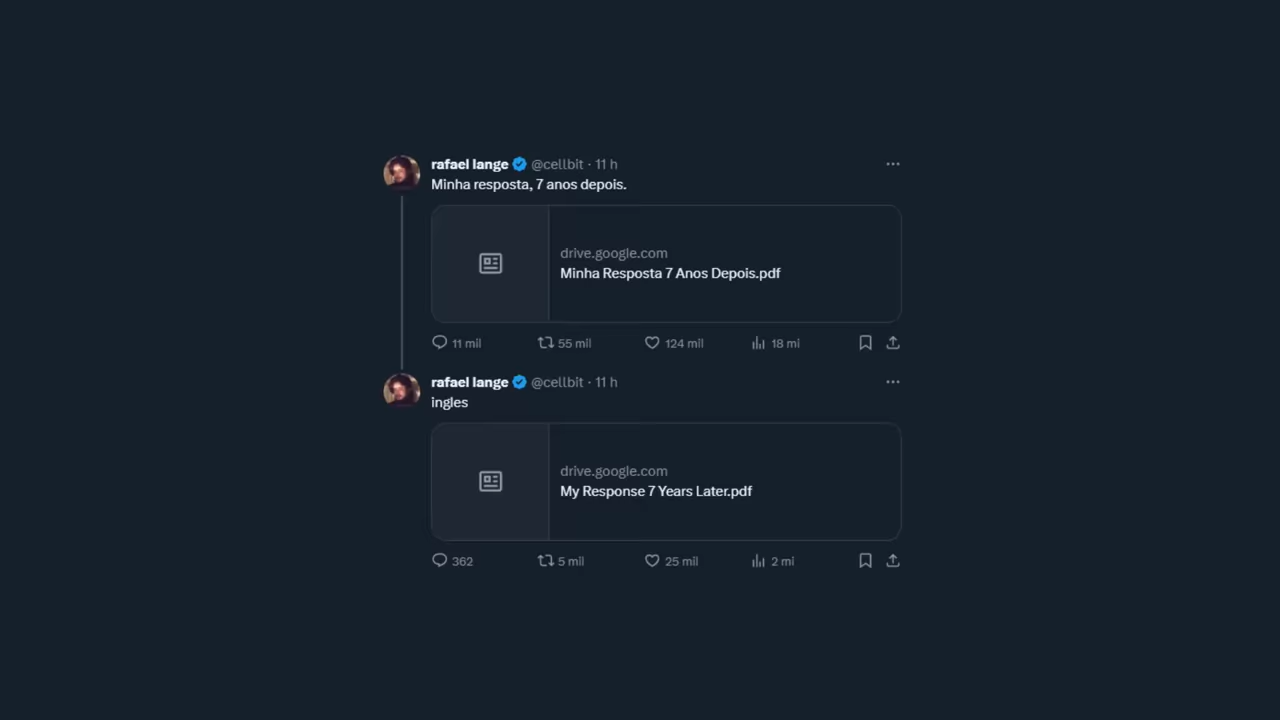 rafael lange @cellbit · 11 h
Minha resposta, 7 anos depois.
drive.google.com
Minha Resposta 7 Anos Depois.pdf
11 mil 55 mil 124 mil 18 mi
rafael lange @cellbit · 11 h
ingles
drive.google.com
My Response 7 Years Later.pdf
362 5 mil 25 mil 2 mi